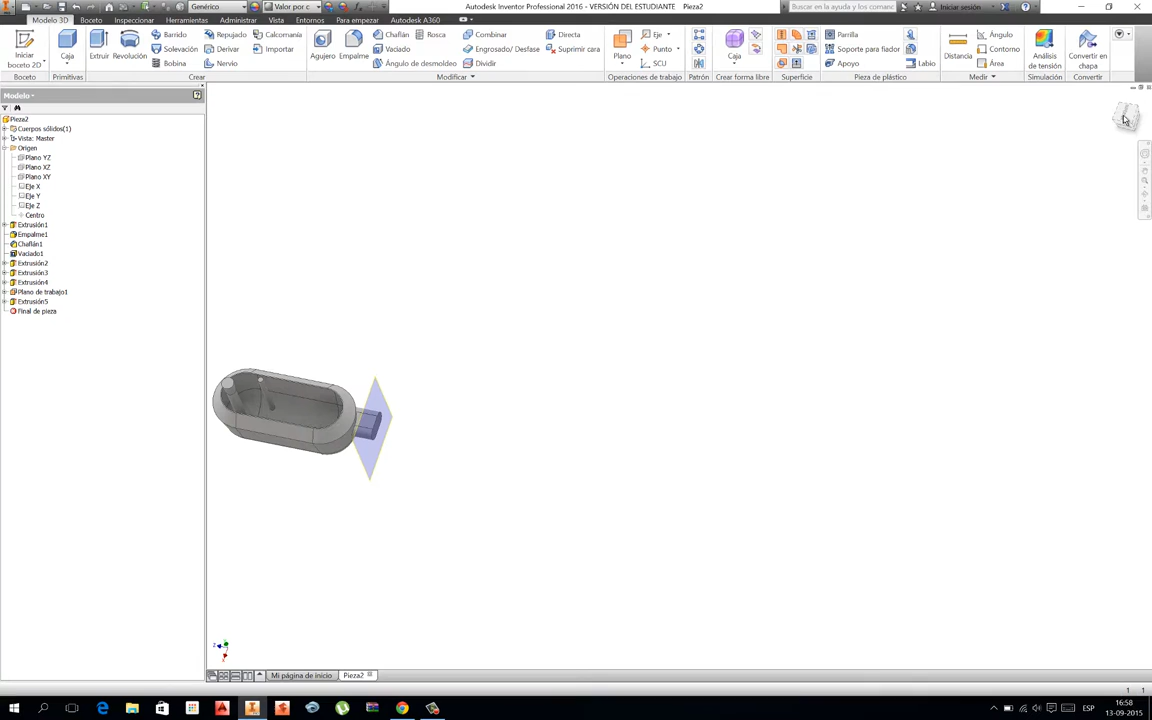 Genérico Valor por c Autodesk Inventor Professional 2016 - VERSIÓN DEL ESTUDIANTE Pieza2 Buscar en la ayuda y los comanc Iniciar sesión
Modelo 3D Boceto Inspeccionar Herramientas Administrar Vista Entornos Para empezar Autodesk A360
Iniciar boceto 2D
Caja
Extruir
Revolución
Barrido
Solevación
Bobina
Repujado
Derivar
Nervio
Calcomanía
Importar
Agujero
Empalme
Chaflán
Rosca
Vaciado
Ángulo de desmoldeo
Combinar
Engrosado/ Desfase
Dividir
Directa
Suprimir cara
Plano
Eje
Punto
SCU
Caja
Parrilla
Soporte para fiador
Apoyo
Labio
Distancia
Ángulo
Contorno
Área
Análisis de tensión
Convertir en chapa
Boceto Primitivas Crear Modificar Operaciones de trabajo Patrón Crear forma libre Superficie Pieza de plástico Medir Simulación Convertir
Modelo
Pieza2
Cuerpos sólidos(1)
Vista: Master
Origen
Plano YZ
Plano XZ
Plano XY
Eje X
Eje Y
Eje Z
Centro
Extrusión1
Empalme1
Chaflán1
Vaciado1
Extrusión2
Extrusión3
Extrusión4
Plano de trabajo1
Extrusión5
Final de pieza
Mi página de inicio Pieza2
1 1
ESP
16:58
13-09-2015